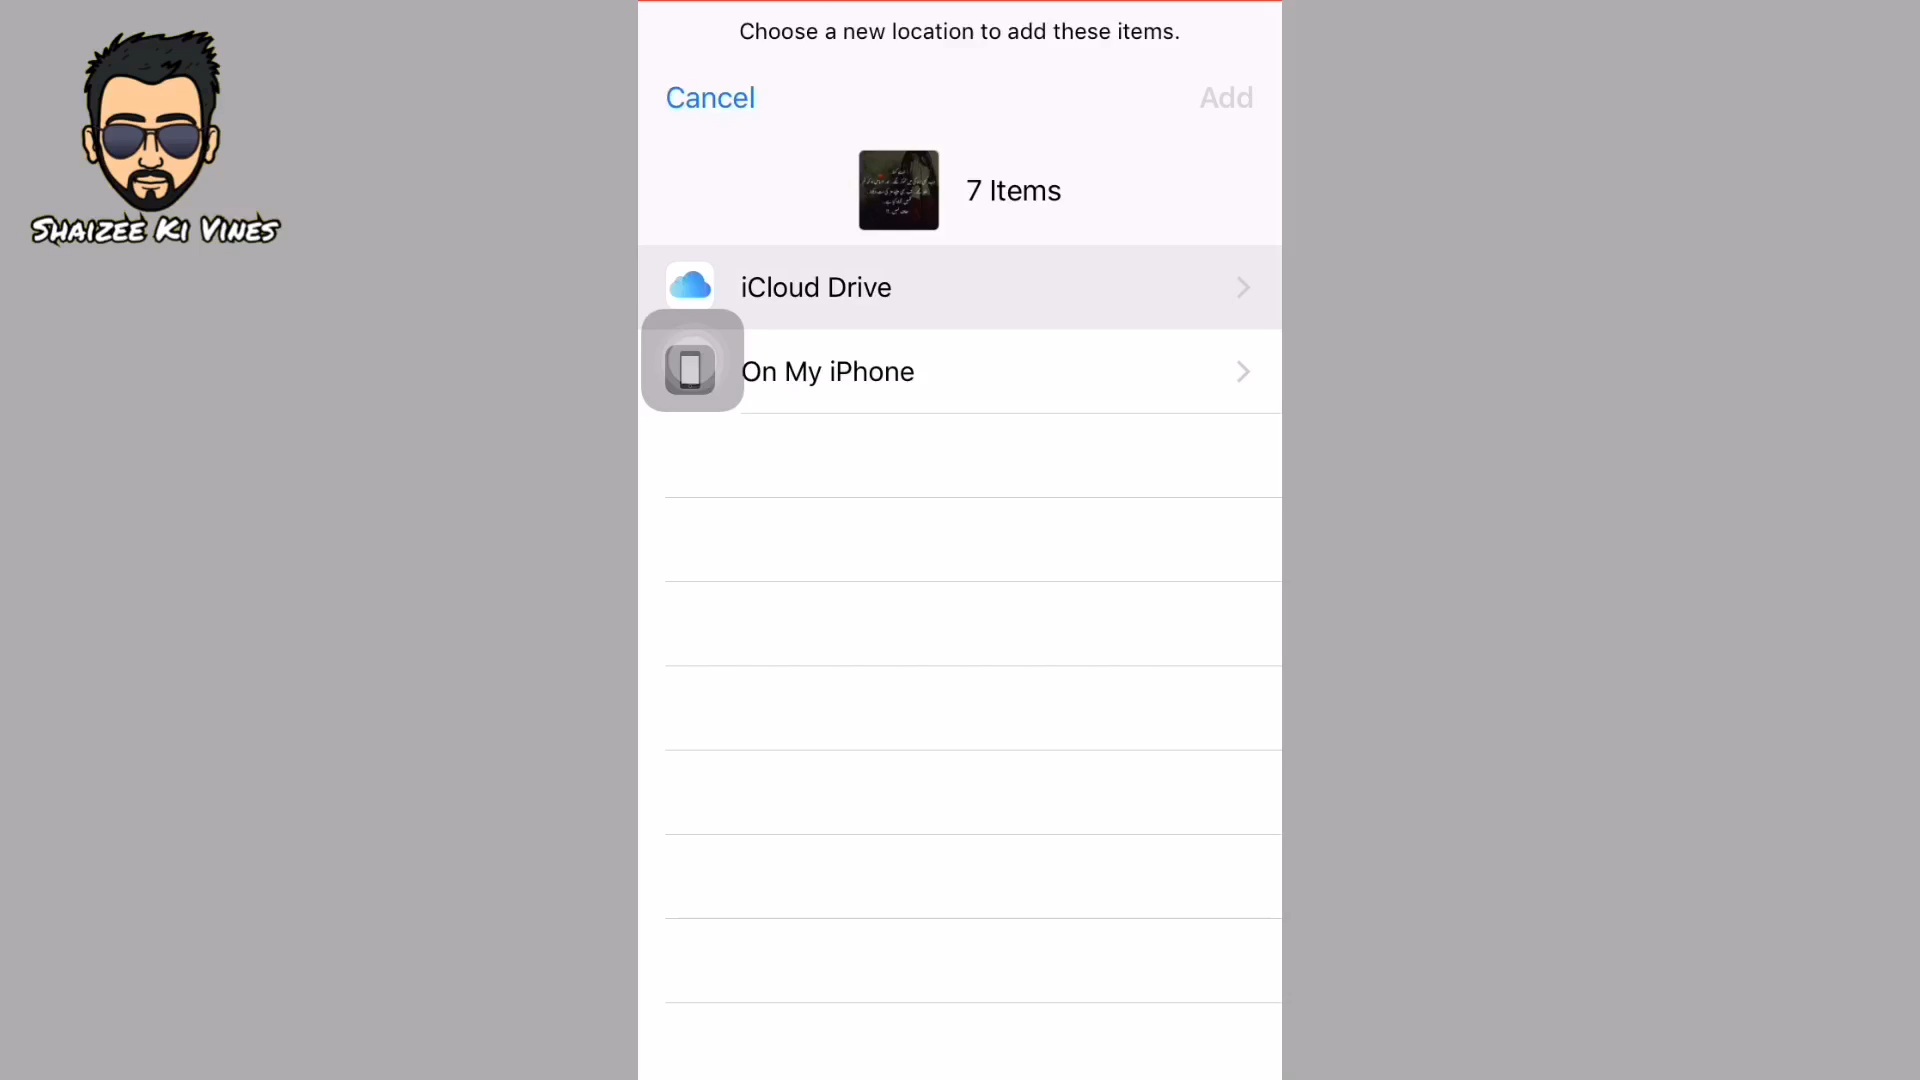 Choose a new location to add these items.
Cancel
Add
7 Items
SHAIZEE KI VINES
iCloud Drive
On My iPhone